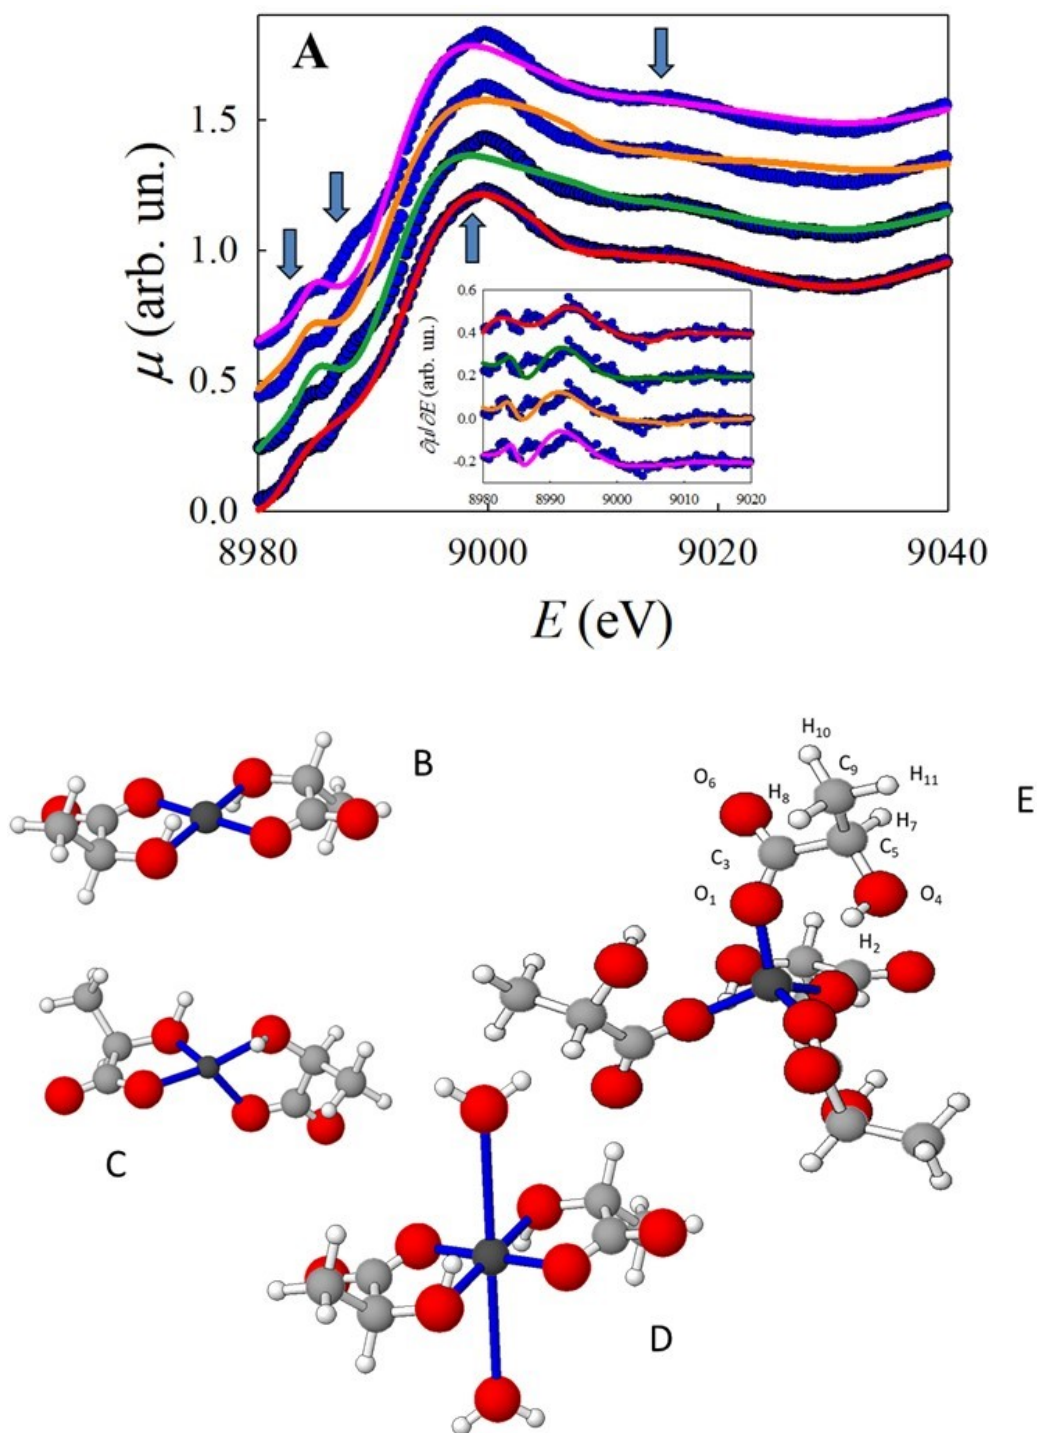 A
μ (arb. un.)
1.5
1.0
0.5
0.0
8980
9000
9020
9040
E (eV)
∂μ/∂E (arb. un.)
0.6
0.4
0.2
0.0
-0.2
8980
8990
9000
9010
9020
B
C
D
E
H₁₀
C₉
H₁₁
O₆
H₈
H₇
C₃
C₅
O₁
O₄
H₂